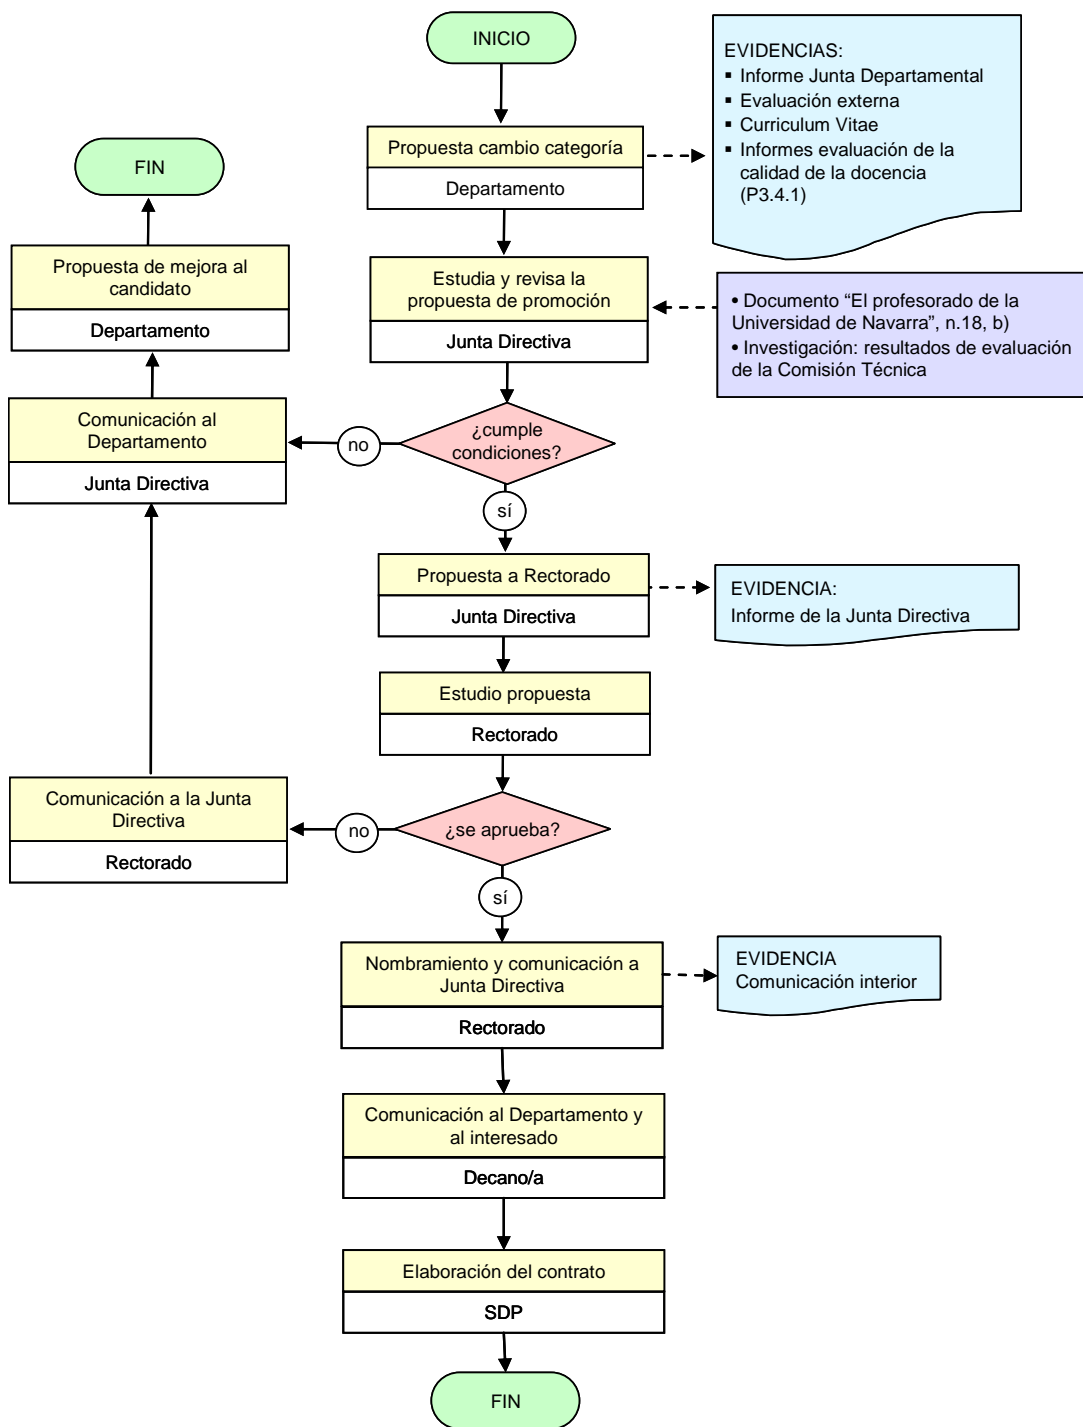 INICIO
EVIDENCIAS:
▪ Informe Junta Departamental
▪ Evaluación externa
▪ Curriculum Vitae
▪ Informes evaluación de la
calidad de la docencia
(P3.4.1)
Propuesta cambio categoría
Departamento
FIN
Propuesta de mejora al
candidato
Departamento
Estudia y revisa la
propuesta de promoción
Junta Directiva
• Documento “El profesorado de la
Universidad de Navarra”, n.18, b)
• Investigación: resultados de evaluación
de la Comisión Técnica
Comunicación al
Departamento
Junta Directiva
no
¿cumple
condiciones?
sí
Propuesta a Rectorado
Junta Directiva
EVIDENCIA:
Informe de la Junta Directiva
Estudio propuesta
Rectorado
Comunicación a la Junta
Directiva
Rectorado
no
¿se aprueba?
sí
Nombramiento y comunicación a
Junta Directiva
Rectorado
EVIDENCIA
Comunicación interior
Comunicación al Departamento y
al interesado
Decano/a
Elaboración del contrato
SDP
FIN